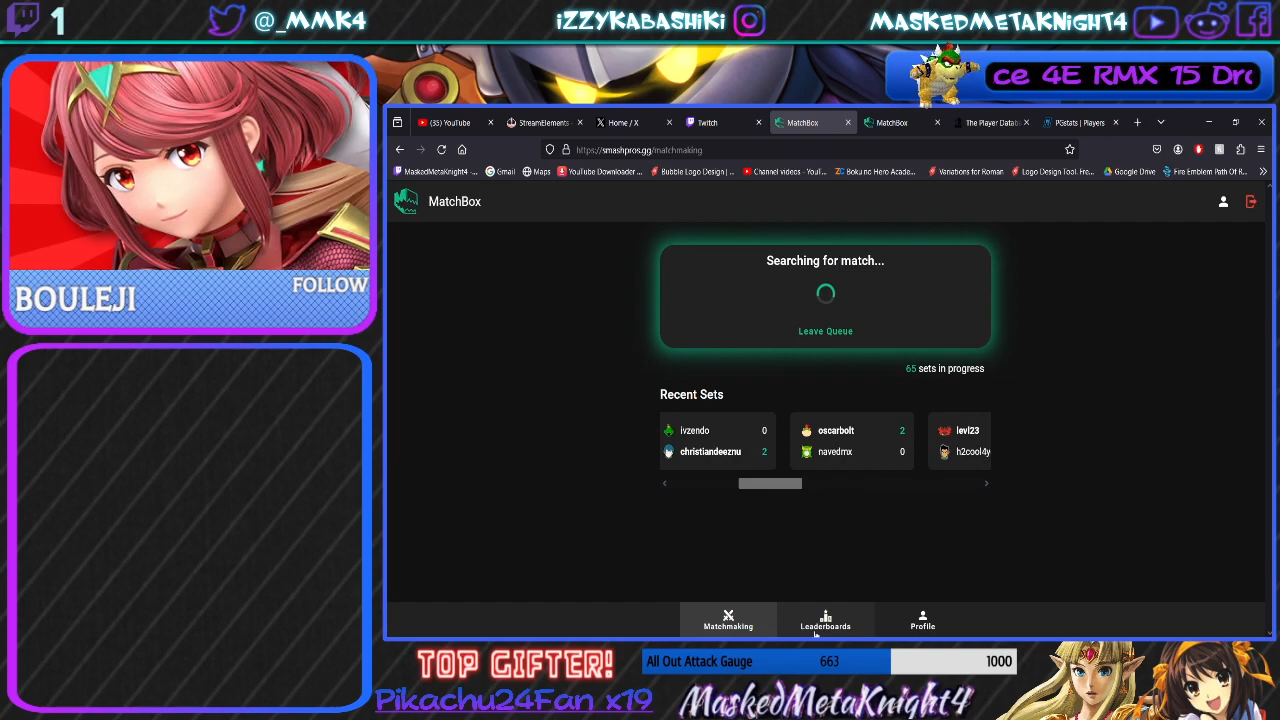 1
@_MMK4
iZZYKABASHiKi
MASKEDMETAKNIGHT4
ce 4E RMX 15 Dr
BOULEJI
FOLLOW
(35) YouTube
StreamElements -
Home / X
Twitch
MatchBox
MatchBox
The Player Datab
PGstats | Players
https://smashpros.gg/matchmaking
MaskedMetaKnight4 -...
Gmail
Maps
YouTube Downloader ...
Bubble Logo Design | ...
Channel videos - YouT...
Boku no Hero Acade...
Variations for Roman
Logo Design Tool. Fre...
Google Drive
Fire Emblem Path Of R...
MatchBox
Searching for match...
Leave Queue
65 sets in progress
Recent Sets
ivzendo 0
christiandeeznu 2
oscarbolt 2
navedmx 0
levl23
h2cool4y
Matchmaking
Leaderboards
Profile
TOP GIFTER!
Pikachu24Fan x19
All Out Attack Gauge 663 1000
MaskedMetaKnight4